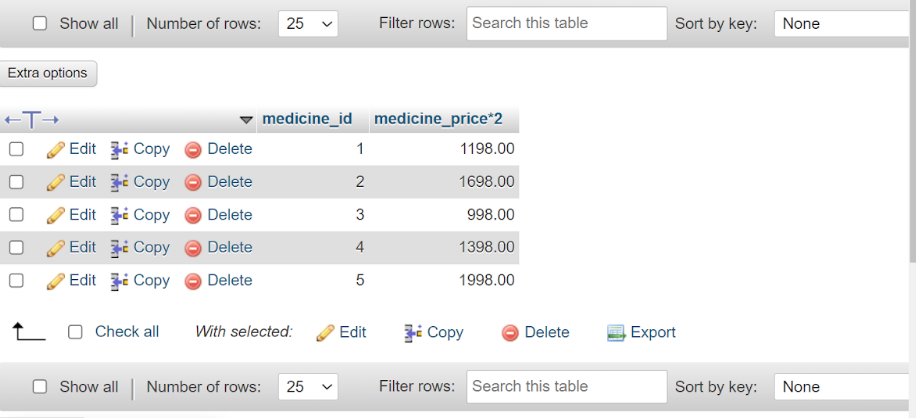 Show all Number of rows: 25 Filter rows: Search this table Sort by key: None
Extra options
←T→ medicine_id medicine_price*2
Edit Copy Delete 1 1198.00
Edit Copy Delete 2 1698.00
Edit Copy Delete 3 998.00
Edit Copy Delete 4 1398.00
Edit Copy Delete 5 1998.00
Check all With selected: Edit Copy Delete Export
Show all Number of rows: 25 Filter rows: Search this table Sort by key: None